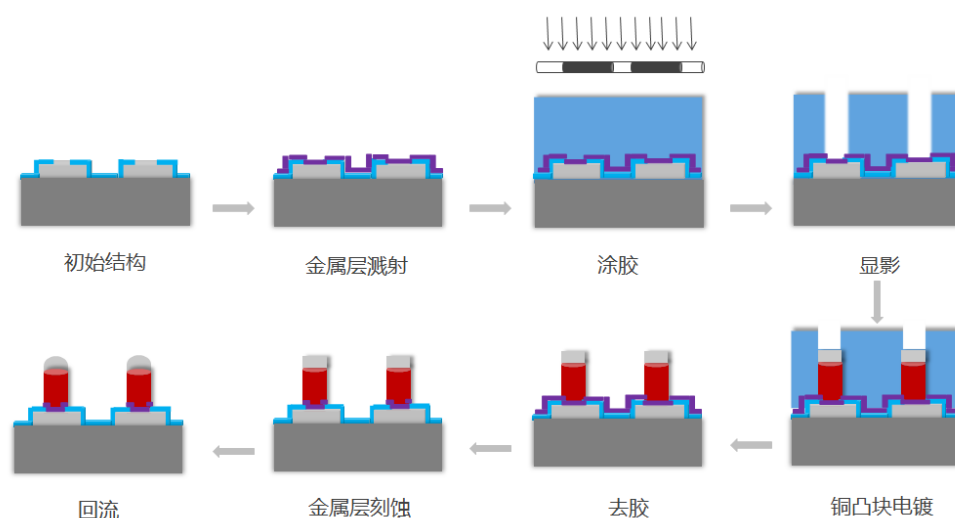 初始结构
金属层溅射
涂胶
显影
回流
金属层刻蚀
去胶
铜凸块电镀